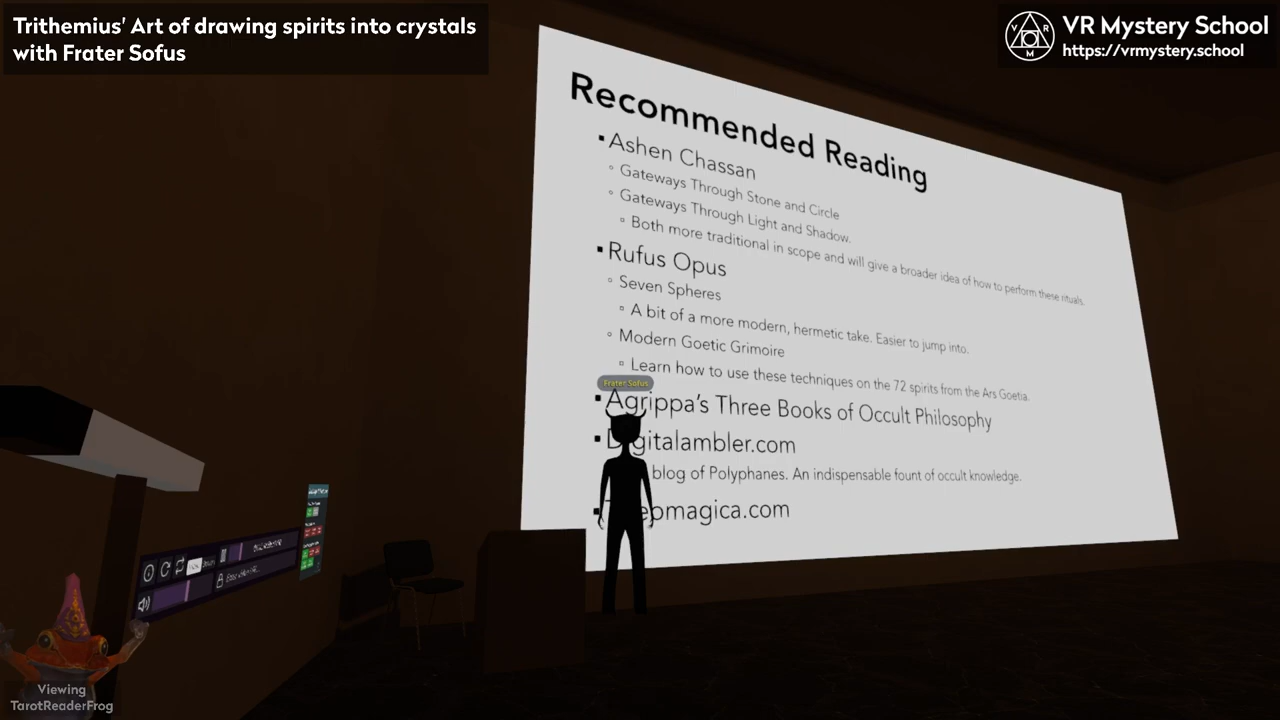 Trithemius' Art of drawing spirits into crystals
with Frater Sofus
VR Mystery School
https://vrmystery.school
V R
M
Recommended Reading
Ashen Chassan
Gateways Through Stone and Circle
Gateways Through Light and Shadow.
Both more traditional in scope and will give a broader idea of how to perform these rituals.
Rufus Opus
Seven Spheres
A bit of a more modern, hermetic take. Easier to jump into.
Modern Goetic Grimoire
Learn how to use these techniques on the 72 spirits from the Ars Goetia.
Frater Sofus
Agrippa's Three Books of Occult Philosophy
Digitalambler.com
blog of Polyphanes. An indispensable fount of occult knowledge.
Viewing
TarotReaderFrog